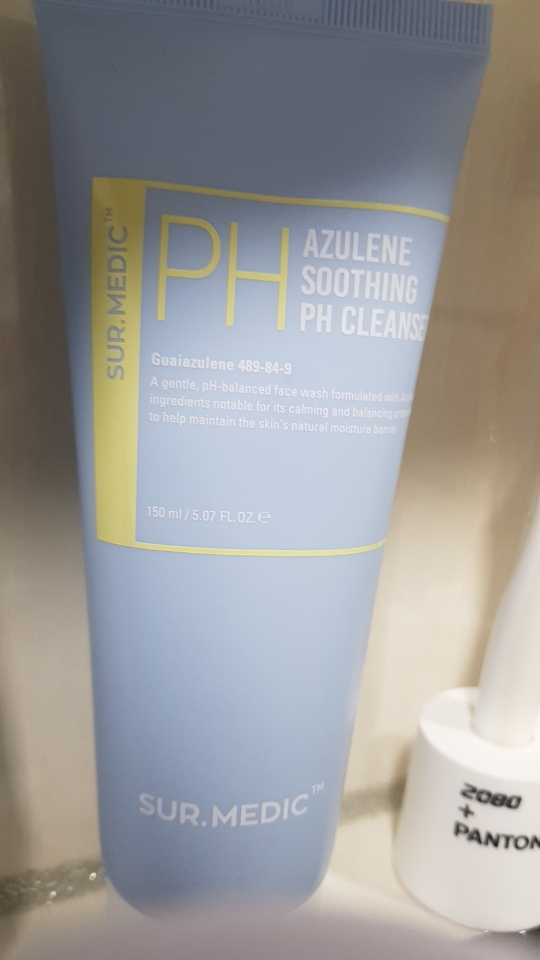 SUR.MEDIC™
PH
AZULENE
SOOTHING
PH CLEANSE
Guaiazulene 489-84-9
A gentle, pH-balanced face wash formulated with
ingredients notable for its calming and balancing
to help maintain the skin's natural moisture
150 ml / 5.07 FL.OZ.℮
SUR.MEDIC™
2080
+
PANTON